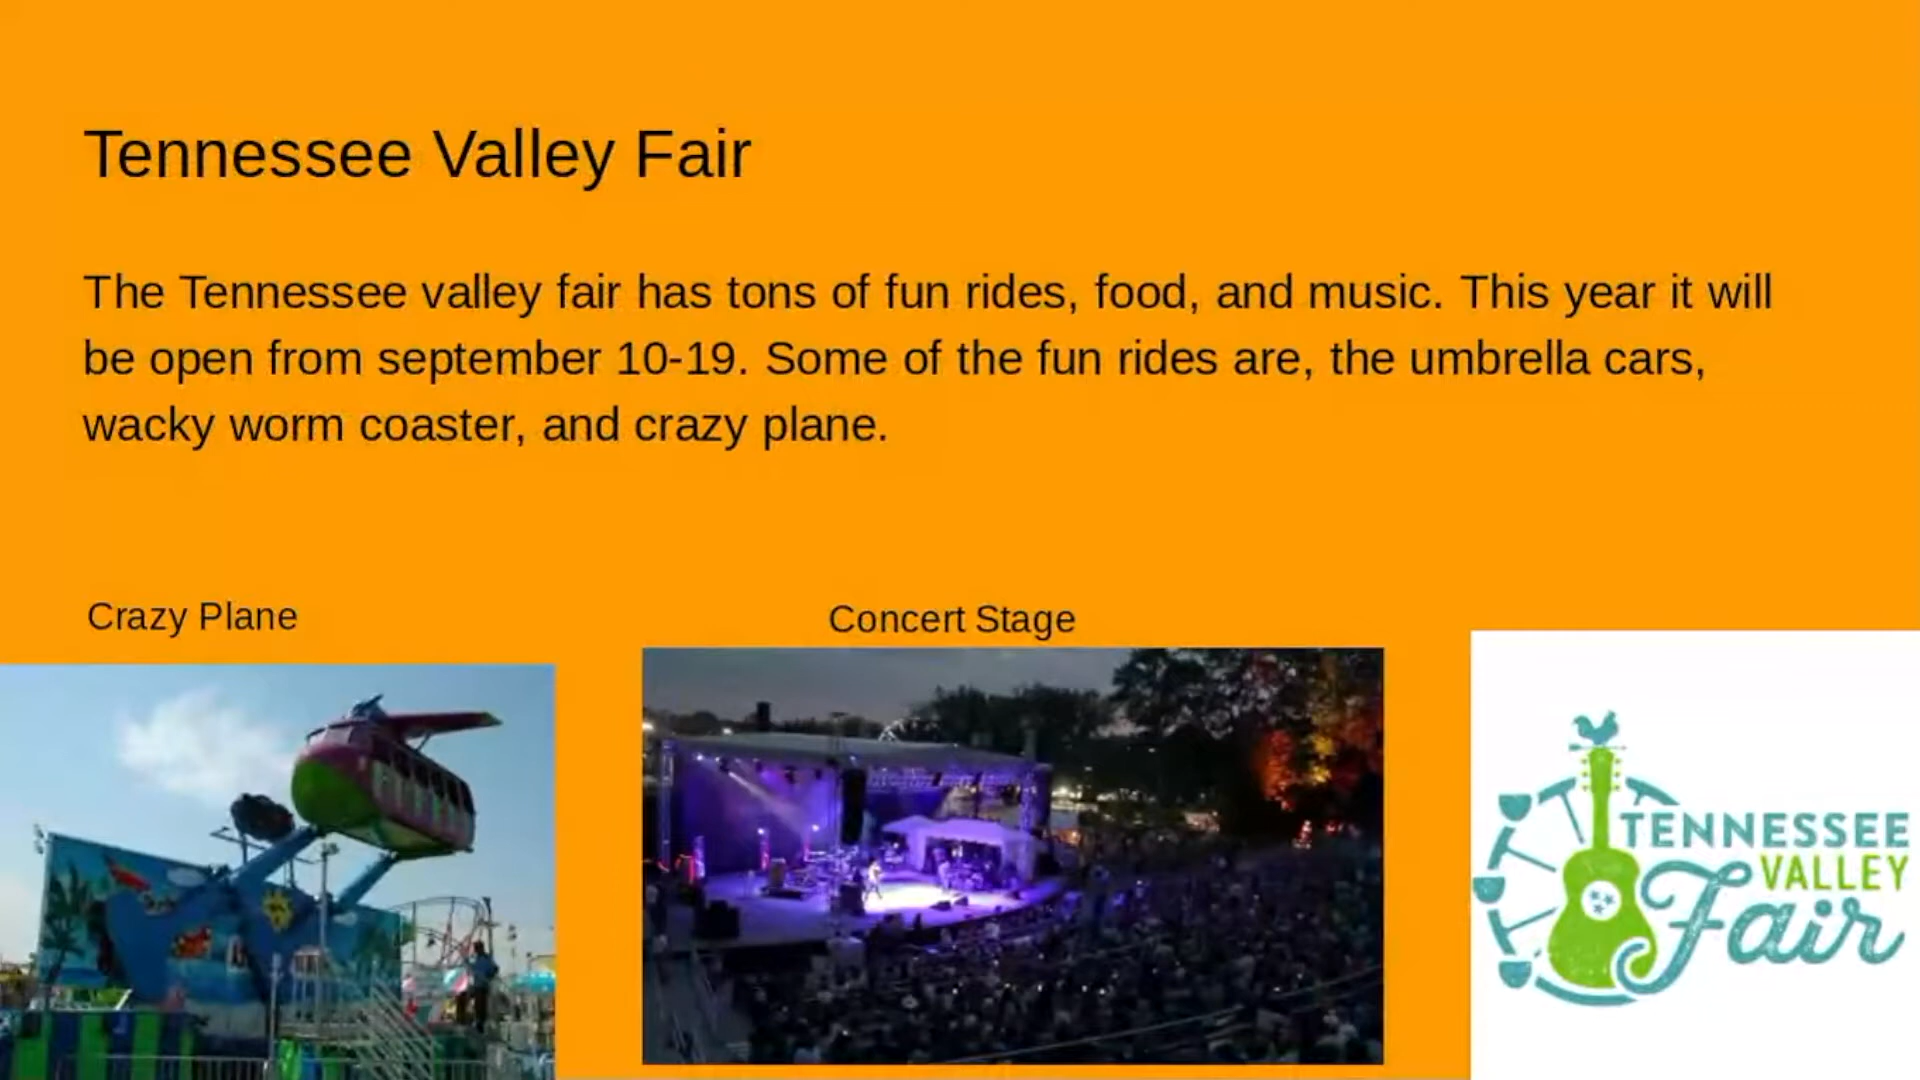 Tennessee Valley Fair
The Tennessee valley fair has tons of fun rides, food, and music. This year it will
be open from september 10-19. Some of the fun rides are, the umbrella cars,
wacky worm coaster, and crazy plane.
Crazy Plane
Concert Stage
TENNESSEE
VALLEY
Fair